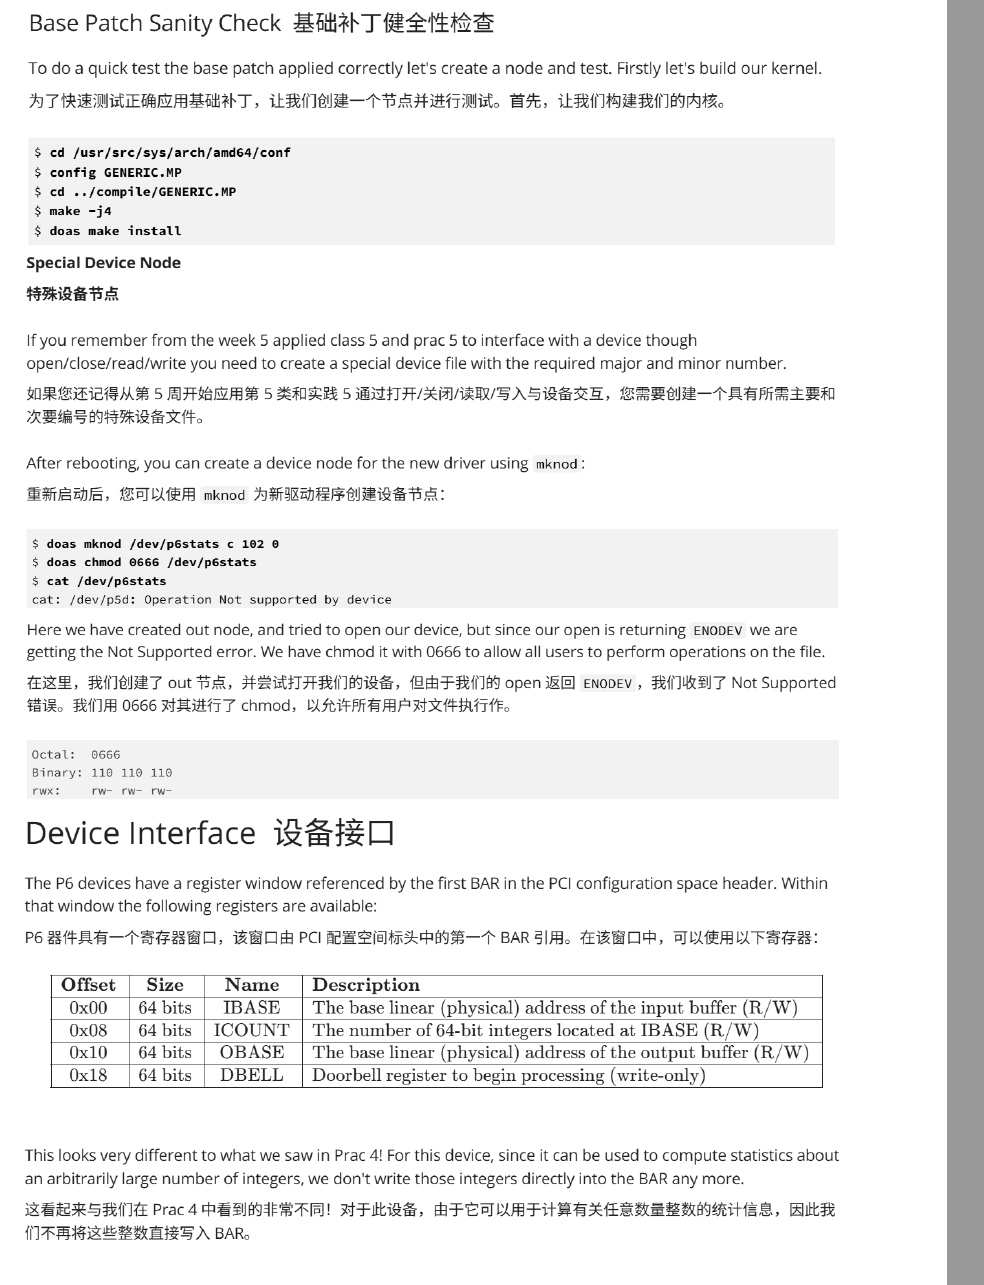 Base Patch Sanity Check 基础补丁健全性检查
To do a quick test the base patch applied correctly let's create a node and test. Firstly let's build our kernel.
为了快速测试正确应用基础补丁，让我们创建一个节点并进行测试。首先，让我们构建我们的内核。
$ cd /usr/src/sys/arch/amd64/conf
$ config GENERIC.MP
$ cd ../compile/GENERIC.MP
$ make -j4
$ doas make install
Special Device Node
特殊设备节点
If you remember from the week 5 applied class 5 and prac 5 to interface with a device though
open/close/read/write you need to create a special device file with the required major and minor number.
如果您还记得从第 5 周开始应用第 5 类和实践 5 通过打开/关闭/读取/写入与设备交互，您需要创建一个具有所需主要和
次要编号的特殊设备文件。
After rebooting, you can create a device node for the new driver using mknod:
重新启动后，您可以使用 mknod 为新驱动程序创建设备节点：
$ doas mknod /dev/p6stats c 102 0
$ doas chmod 0666 /dev/p6stats
$ cat /dev/p6stats
cat: /dev/p5d: Operation Not supported by device
Here we have created out node, and tried to open our device, but since our open is returning ENODEV we are
getting the Not Supported error. We have chmod it with 0666 to allow all users to perform operations on the file.
在这里，我们创建了 out 节点，并尝试打开我们的设备，但由于我们的 open 返回 ENODEV，我们收到了 Not Supported
错误。我们用 0666 对其进行了 chmod，以允许所有用户对文件执行作。
Octal: 0666
Binary: 110 110 110
rwx: rw- rw- rw-
Device Interface 设备接口
The P6 devices have a register window referenced by the first BAR in the PCI configuration space header. Within
that window the following registers are available:
P6 器件具有一个寄存器窗口，该窗口由 PCI 配置空间标头中的第一个 BAR 引用。在该窗口中，可以使用以下寄存器：
Offset Size Name Description
0x00 64 bits IBASE The base linear (physical) address of the input buffer (R/W)
0x08 64 bits ICOUNT The number of 64-bit integers located at IBASE (R/W)
0x10 64 bits OBASE The base linear (physical) address of the output buffer (R/W)
0x18 64 bits DBELL Doorbell register to begin processing (write-only)
This looks very different to what we saw in Prac 4! For this device, since it can be used to compute statistics about
an arbitrarily large number of integers, we don't write those integers directly into the BAR any more.
这看起来与我们在 Prac 4 中看到的非常不同！对于此设备，由于它可以用于计算有关任意数量整数的统计信息，因此我
们不再将这些整数直接写入 BAR。